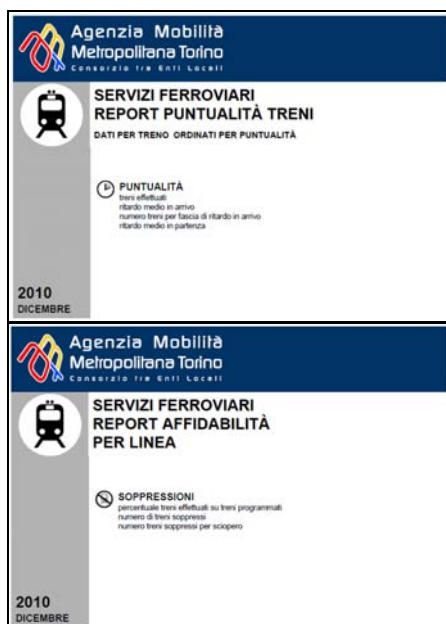 Agenzia Mobilità
Metropolitana Torino
Consorzio tra Enti Locali
SERVIZI FERROVIARI
REPORT PUNTUALITÀ TRENI
DATI PER TRENO ORDINATI PER PUNTUALITÀ
PUNTUALITÀ
treni effettuati
ritardo medio in arrivo
numero treni per fascia di ritardo in arrivo
ritardo medio in partenza
2010
DICEMBRE
Agenzia Mobilità
Metropolitana Torino
Consorzio tra Enti Locali
SERVIZI FERROVIARI
REPORT AFFIDABILITÀ
PER LINEA
SOPPRESSIONI
percentuale treni effettuati su treni programmati
numero di treni soppressi
numero treni soppressi per sciopero
2010
DICEMBRE